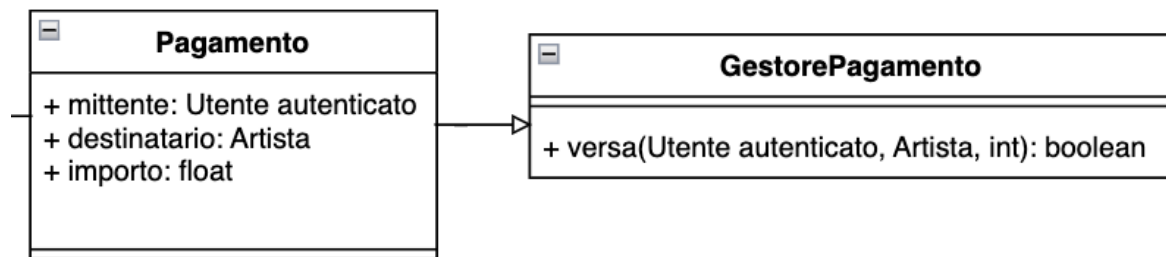 Pagamento
+ mittente: Utente autenticato
+ destinatario: Artista
+ importo: float
GestorePagamento
+ versa(Utente autenticato, Artista, int): boolean